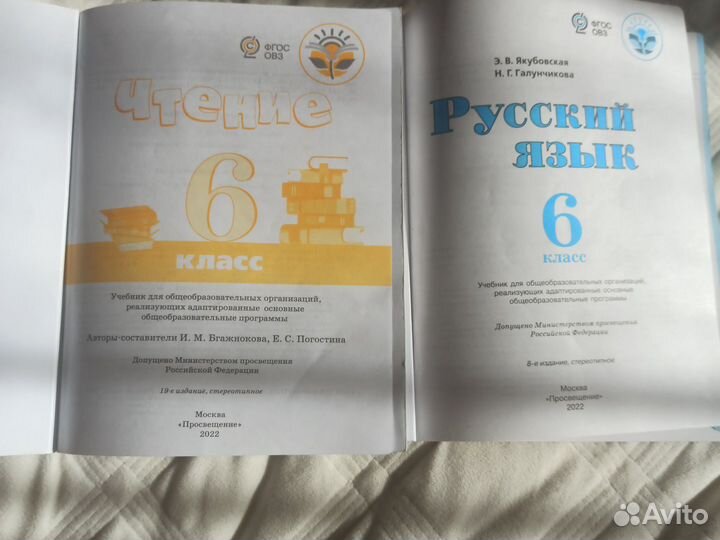 ФГОС
ОВЗ
Чтение
6
класс
Учебник для общеобразовательных организаций,
реализующих адаптированные основные
общеобразовательные программы
Авторы-составители И. М. Бгажнокова, Е. С. Погостина
Допущено Министерством просвещения
Российской Федерации
19-е издание, стереотипное
Москва
«Просвещение»
2022
ФГОС
ОВЗ
Э. В. Якубовская
Н. Г. Галунчикова
Русский
язык
6
класс
Учебник для общеобразовательных организаций,
реализующих адаптированные основные
общеобразовательные программы
Допущено Министерством просвещения
Российской Федерации
8-е издание, стереотипное
Москва
«Просвещение»
2022
Avito